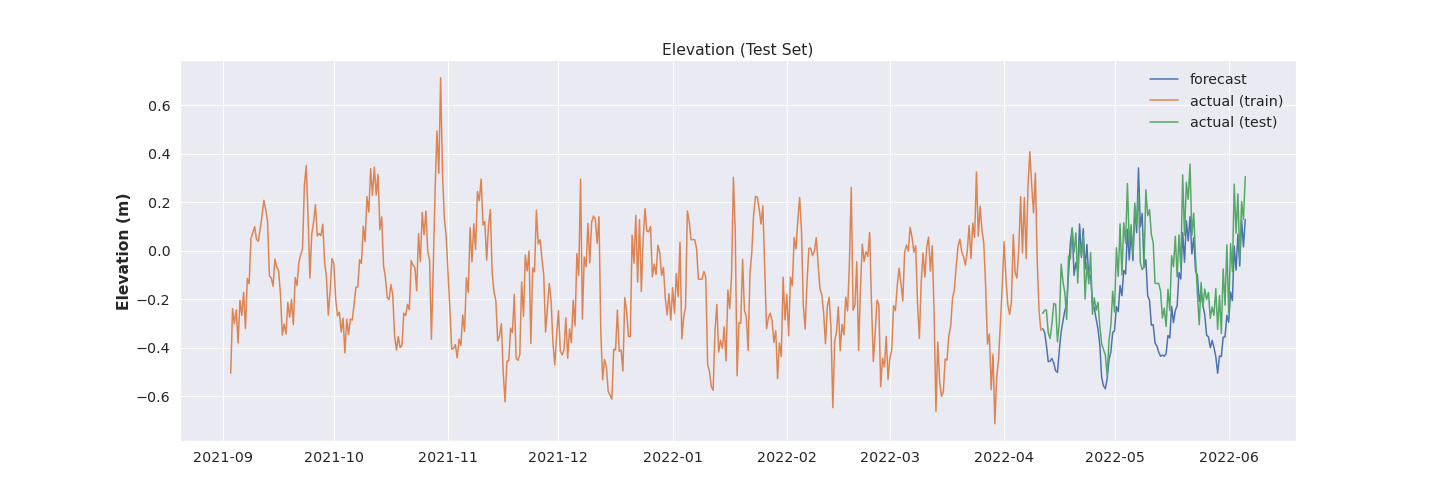 Elevation (Test Set)
forecast
actual (train)
actual (test)
Elevation (m)
0.6
0.4
0.2
0.0
−0.2
−0.4
−0.6
2021-09 2021-10 2021-11 2021-12 2022-01 2022-02 2022-03 2022-04 2022-05 2022-06